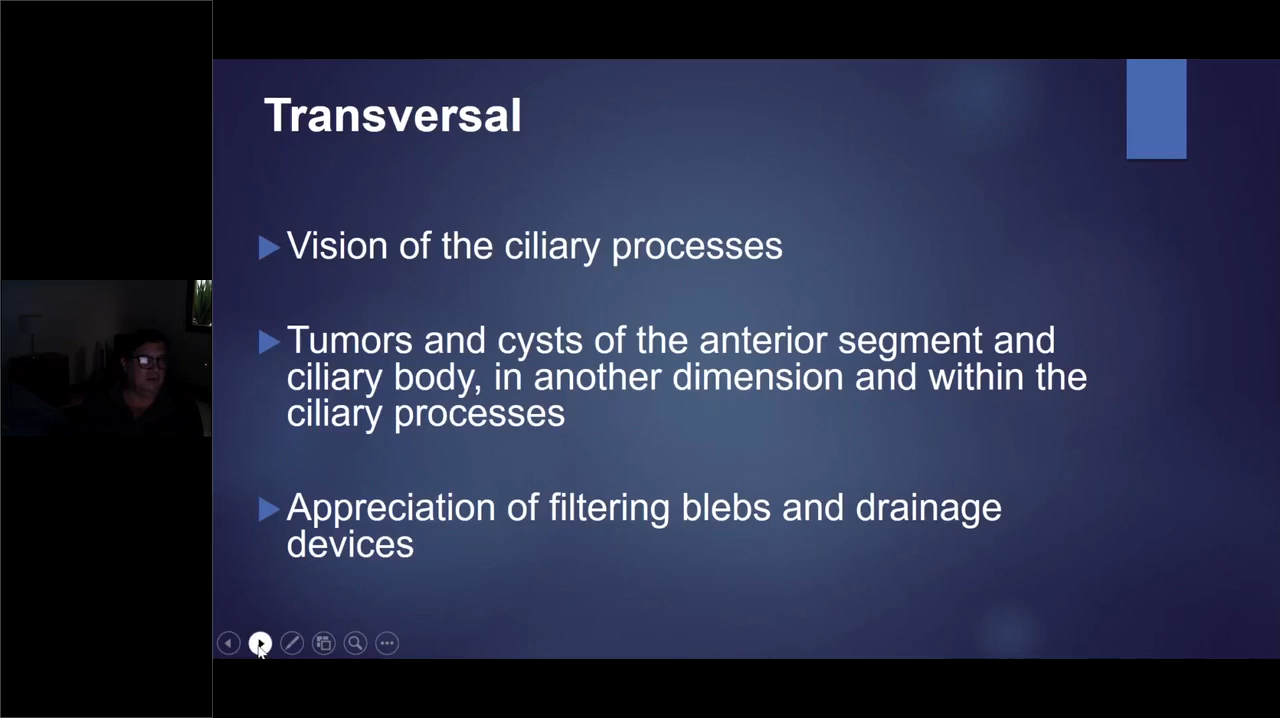 Transversal
Vision of the ciliary processes
Tumors and cysts of the anterior segment and
ciliary body, in another dimension and within the
ciliary processes
Appreciation of filtering blebs and drainage
devices